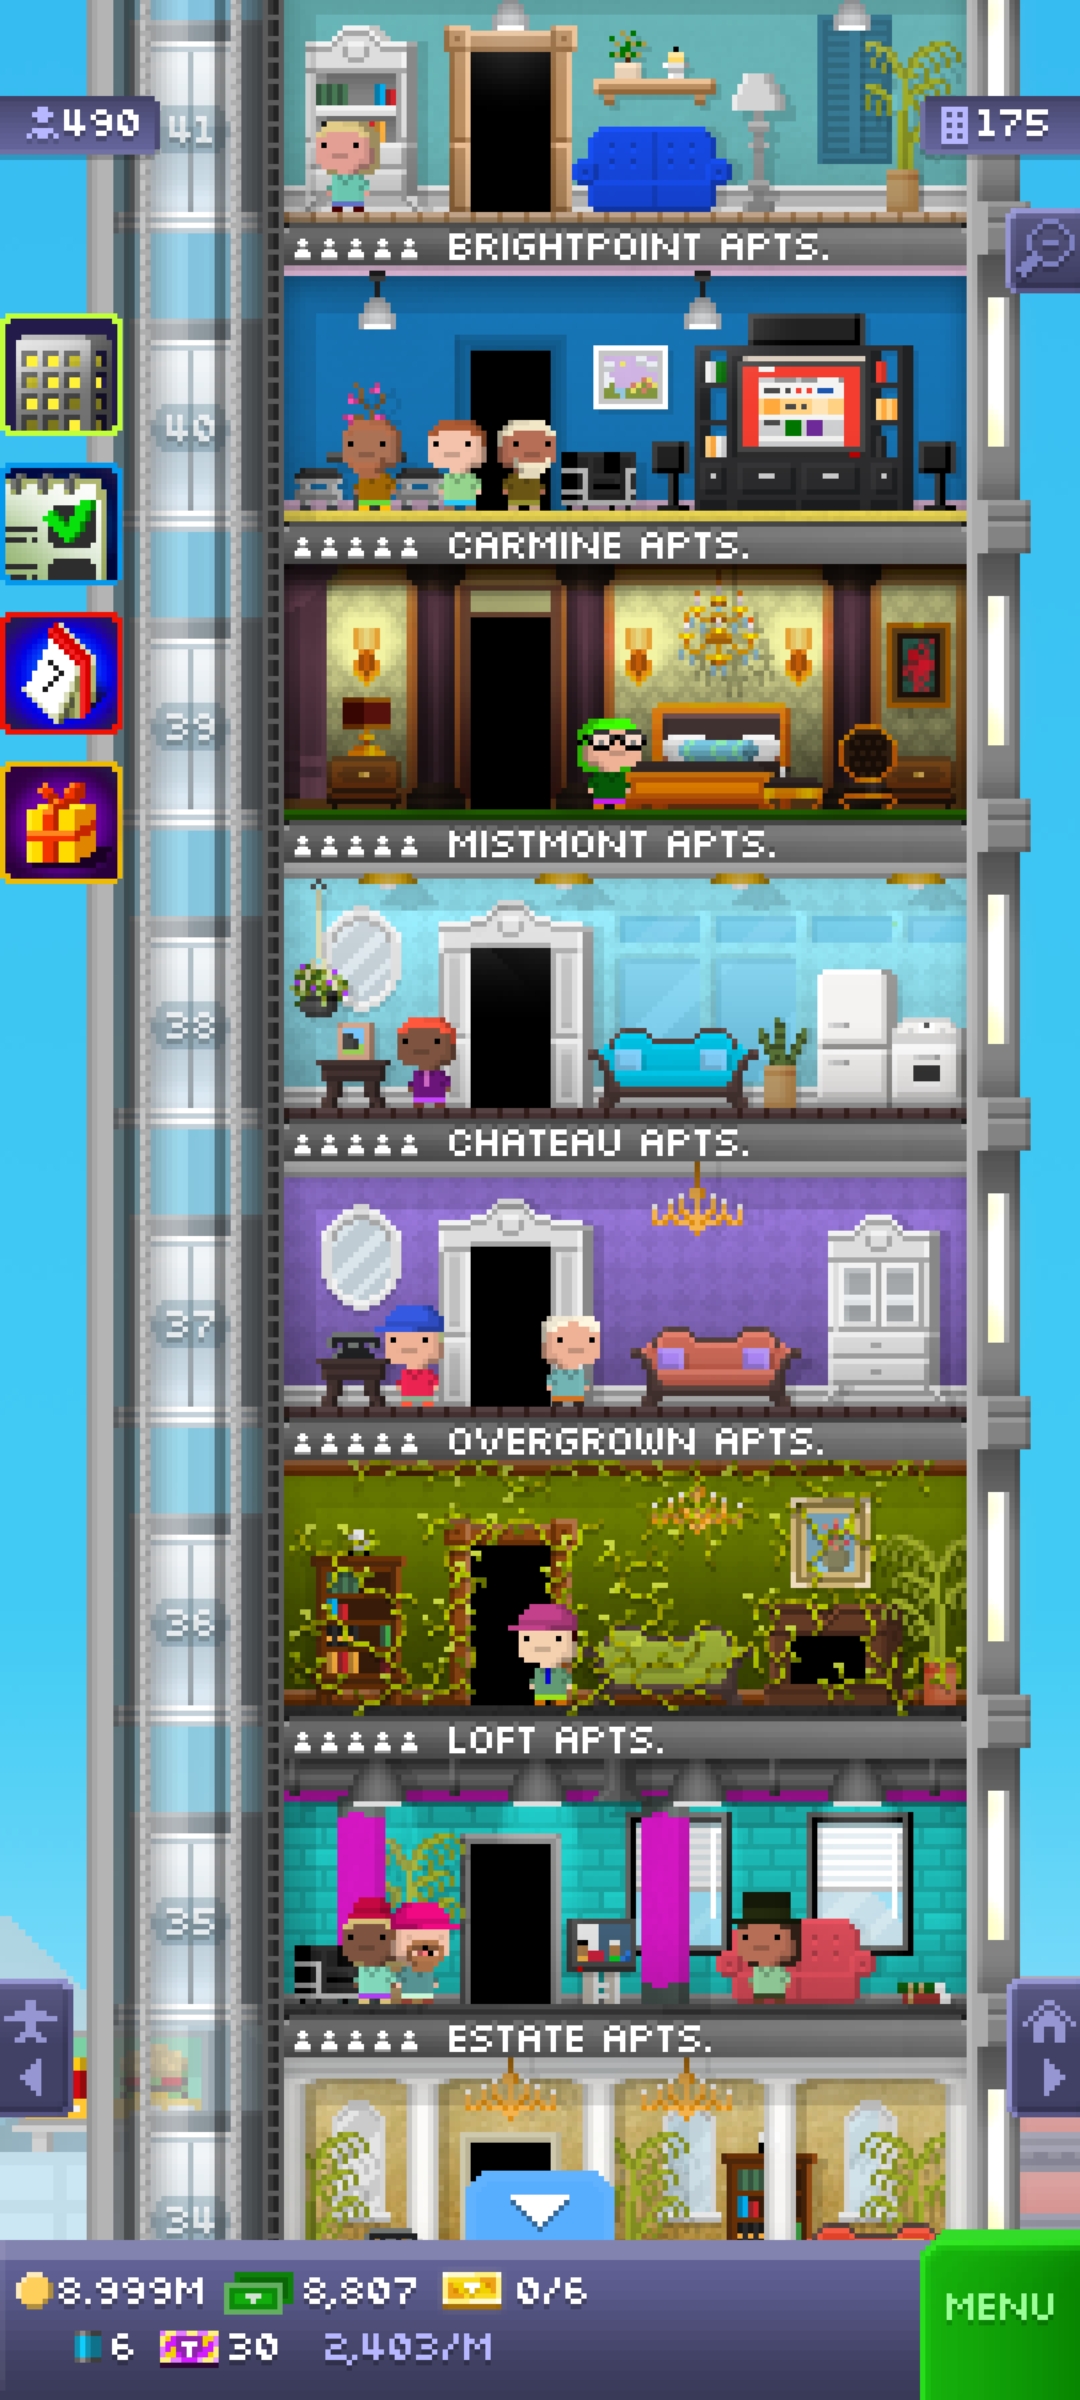 490
41
175
BRIGHTPOINT APTS.
40
CARMINE APTS.
39
7
MISTMONT APTS.
38
CHATEAU APTS.
37
OVERGROWN APTS.
36
LOFT APTS.
35
ESTATE APTS.
34
8.999M 8,807 0/6
MENU
6 T 30 2,403/M